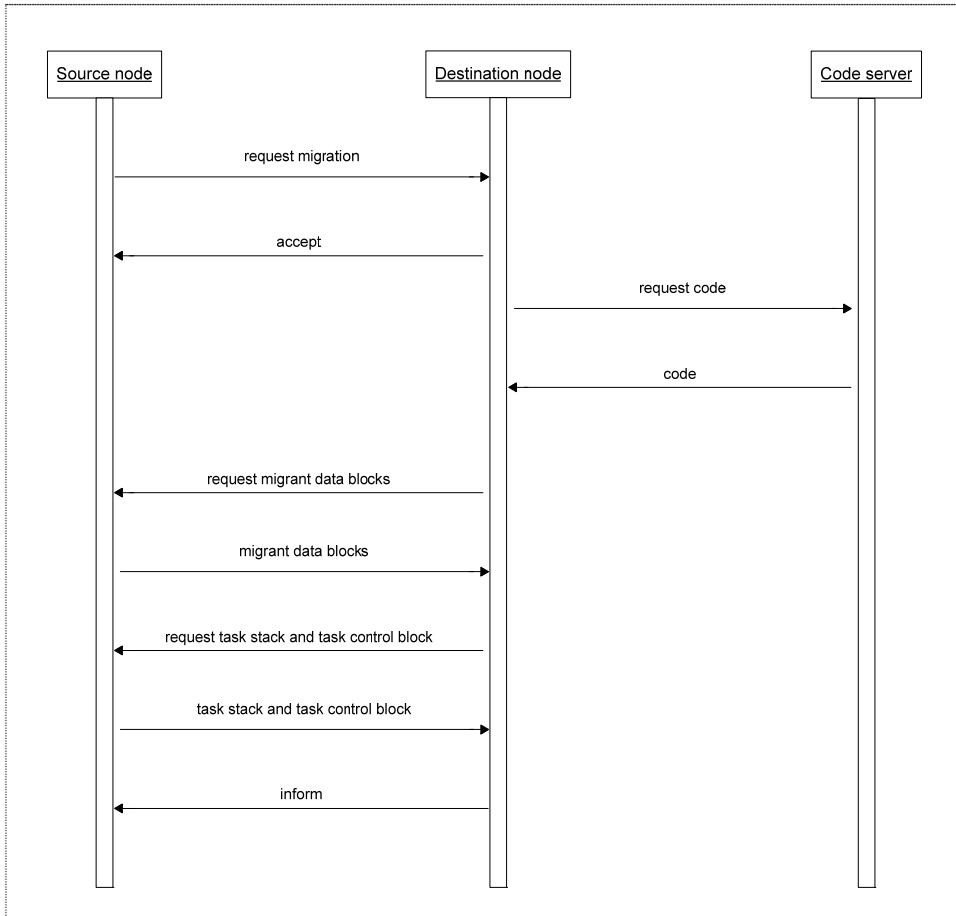 Source node
Destination node
Code server
request migration
accept
request code
code
request migrant data blocks
migrant data blocks
request task stack and task control block
task stack and task control block
inform